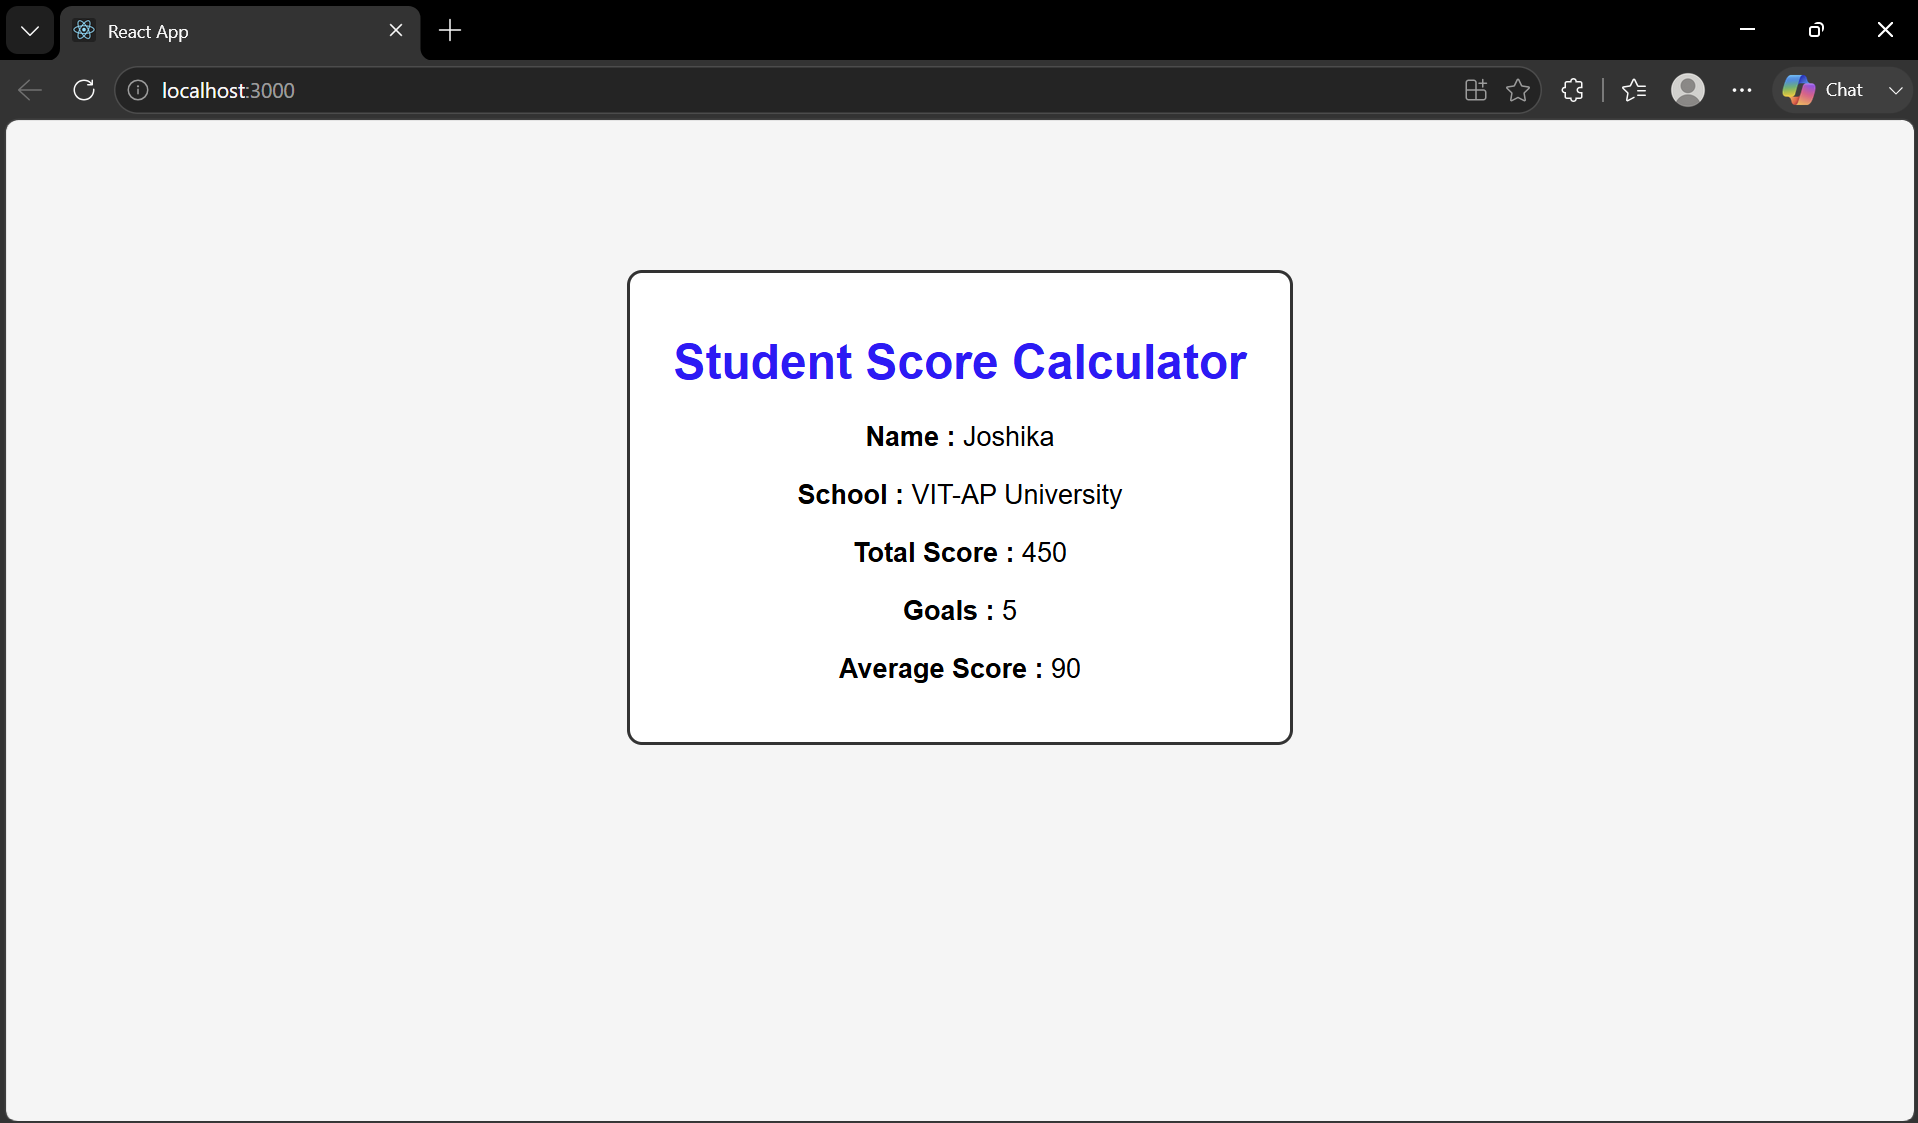 React App
localhost:3000
Chat
Student Score Calculator
Name : Joshika
School : VIT-AP University
Total Score : 450
Goals : 5
Average Score : 90